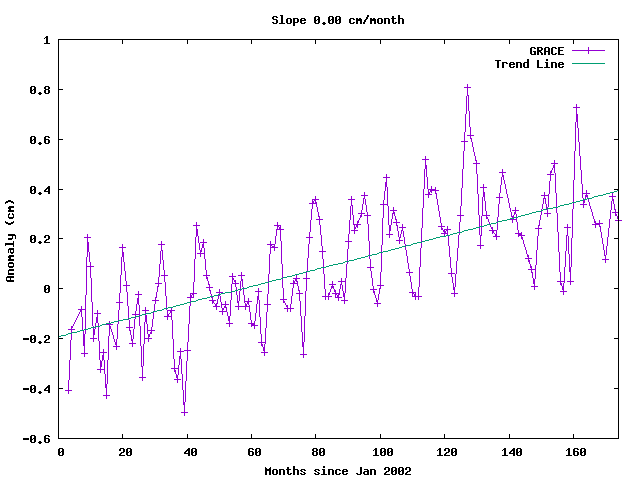 Slope 0.00 cm/month
GRACE
Trend Line
1
0.8
0.6
0.4
0.2
0
-0.2
-0.4
-0.6
Anomaly (cm)
0 20 40 60 80 100 120 140 160
Months since Jan 2002